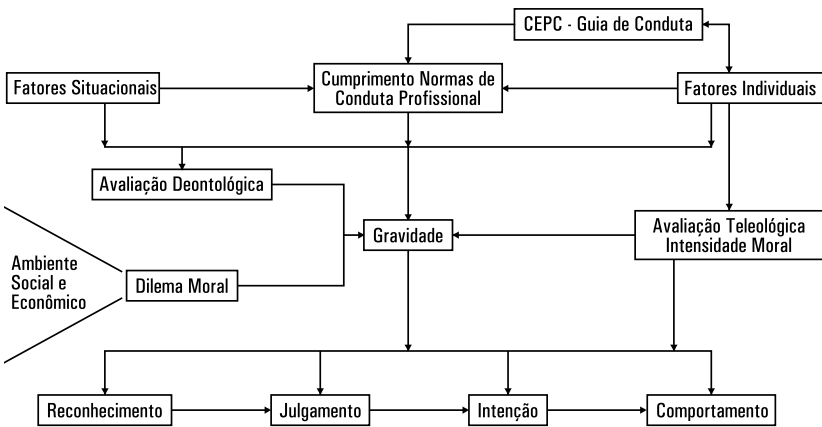 CEPC - Guia de Conduta
Fatores Situacionais
Cumprimento Normas de
Conduta Profissional
Fatores Individuais
Avaliação Deontológica
Gravidade
Avaliação Teleológica
Intensidade Moral
Ambiente
Social e
Econômico
Dilema Moral
Reconhecimento
Julgamento
Intenção
Comportamento